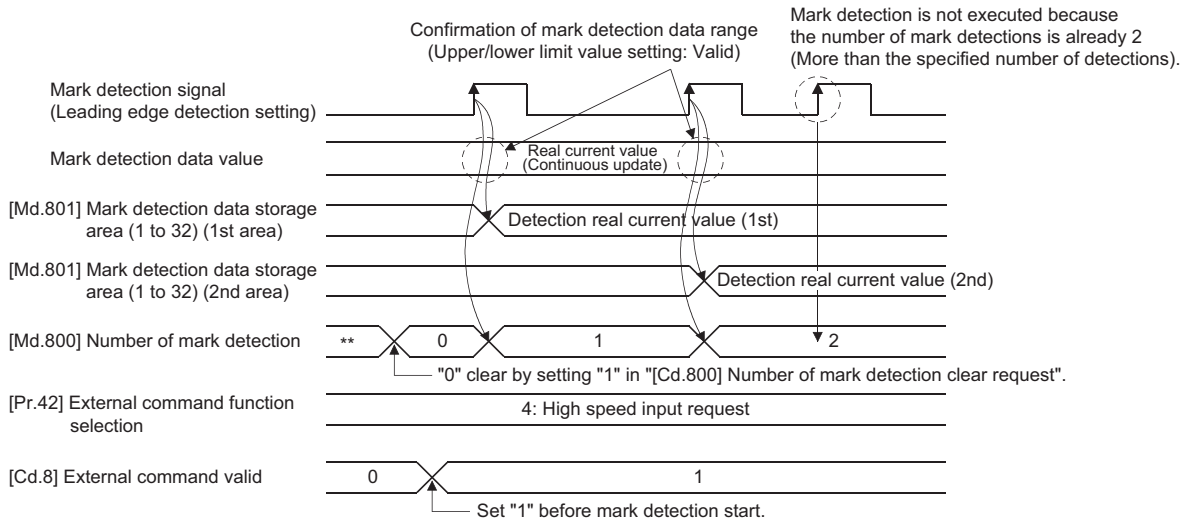 Confirmation of mark detection data range
(Upper/lower limit value setting: Valid)
Mark detection is not executed because
the number of mark detections is already 2
(More than the specified number of detections).
Mark detection signal
(Leading edge detection setting)
Mark detection data value
Real current value
(Continuous update)
[Md.801] Mark detection data storage
area (1 to 32) (1st area)
Detection real current value (1st)
[Md.801] Mark detection data storage
area (1 to 32) (2nd area)
Detection real current value (2nd)
[Md.800] Number of mark detection
** 0 1 2
"0" clear by setting "1" in "[Cd.800] Number of mark detection clear request".
[Pr.42] External command function
selection
4: High speed input request
[Cd.8] External command valid
0 1
Set "1" before mark detection start.